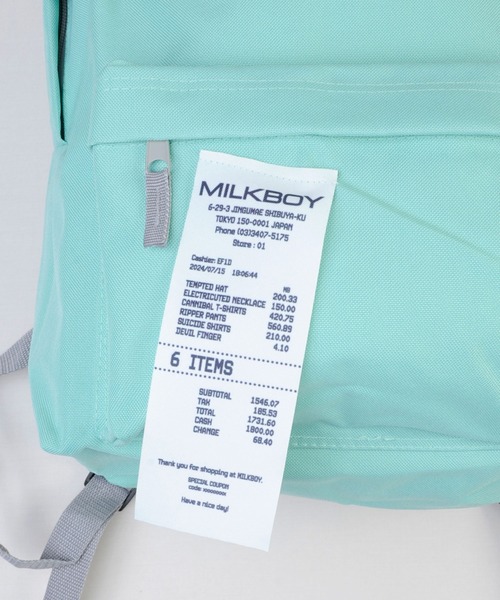 MILKBOY
6-29-3 JINGUMAE SHIBUYA-KU
TOKYO 150-0001 JAPAN
Phone (03)3407-5175
Store : 01
Cashier: EF1D
2024/07/15 18:06:44
MB
TEMPTED HAT 200.33
ELECTRICUTED NECKLACE 150.00
CANNIBAL T-SHIRTS 420.75
RIPPER PANTS 560.89
SUICIDE SHIRTS 210.00
DEVIL FINGER 4.10
6 ITEMS
SUBTOTAL 1546.07
TAX 185.53
TOTAL 1731.60
CASH 1800.00
CHANGE 68.40
Thank you for shopping at MILKBOY.
SPECIAL COUPON
code: xxxxxxxxx
Have a nice day!